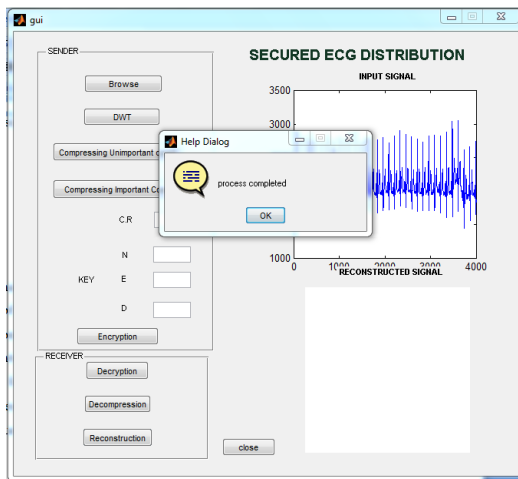 gui
SENDER
Browse
DWT
Compressing Unimportant
Compressing Important
C.R
N
KEY E
D
Encryption
RECEIVER
Decryption
Decompression
Reconstruction
close
SECURED ECG DISTRIBUTION
INPUT SIGNAL
3500
3000
1000
0 1000 2000 3000 4000
RECONSTRUCTED SIGNAL
Help Dialog
process completed
OK